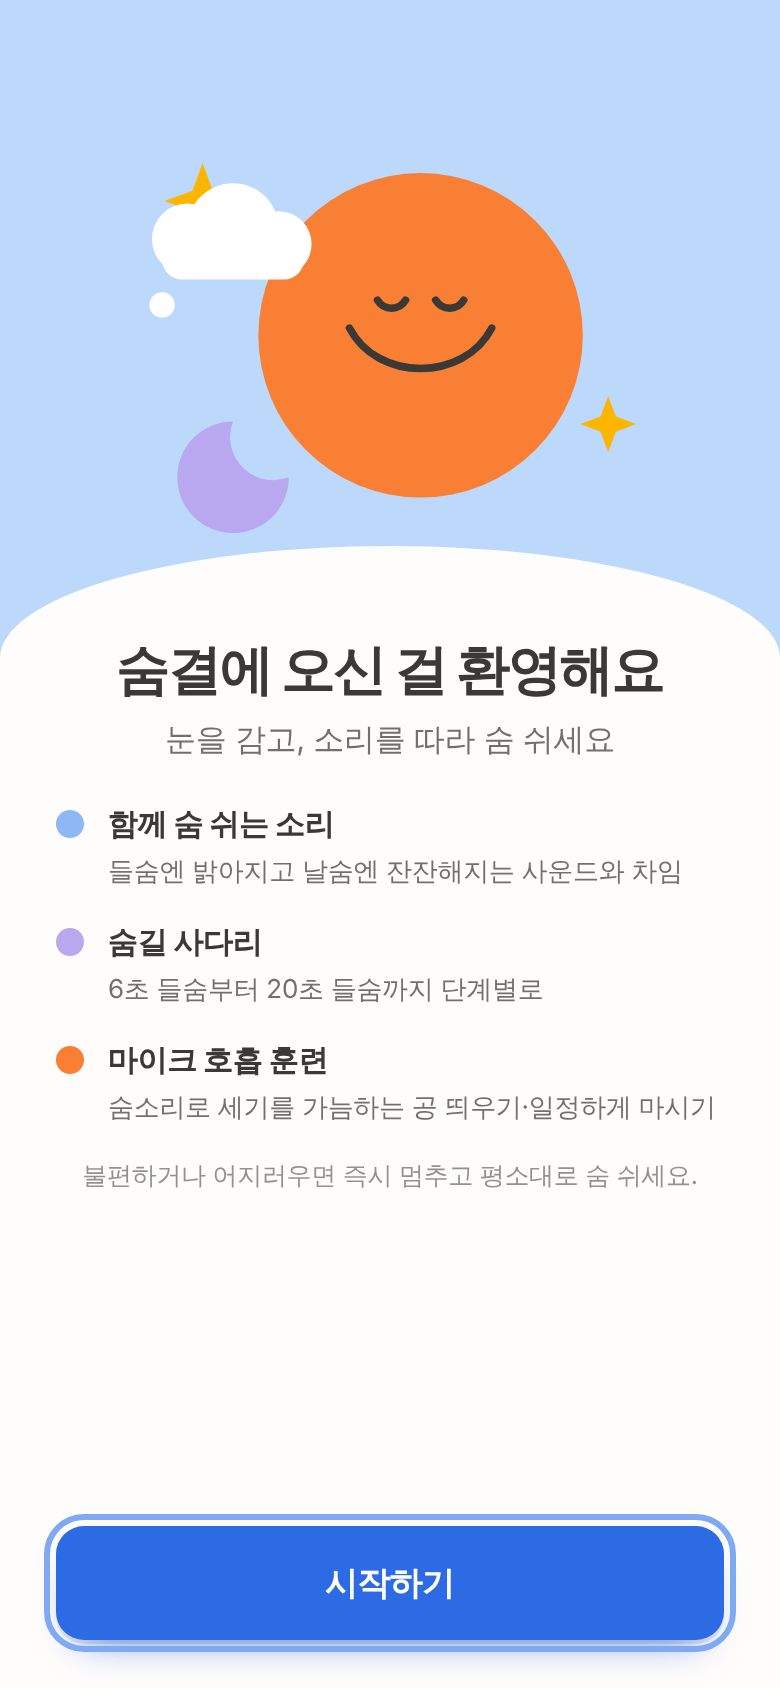 숨결에 오신 걸 환영해요
눈을 감고, 소리를 따라 숨 쉬세요
함께 숨 쉬는 소리
들숨엔 밝아지고 날숨엔 잔잔해지는 사운드와 차임
숨길 사다리
6초 들숨부터 20초 들숨까지 단계별로
마이크 호흡 훈련
숨소리로 세기를 가늠하는 공 띄우기·일정하게 마시기
불편하거나 어지러우면 즉시 멈추고 평소대로 숨 쉬세요.
시작하기